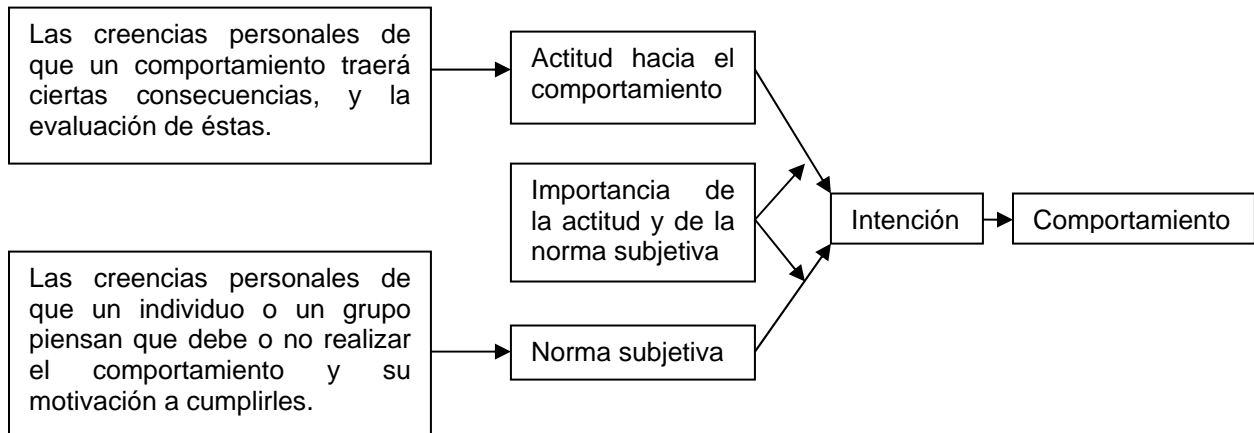 Las creencias personales de
que un comportamiento traerá
ciertas consecuencias, y la
evaluación de éstas.
Actitud hacia el
comportamiento
Importancia de
la actitud y de la
norma subjetiva
Intención
Comportamiento
Las creencias personales de
que un individuo o un grupo
piensan que debe o no realizar
el comportamiento y su
motivación a cumplirles.
Norma subjetiva